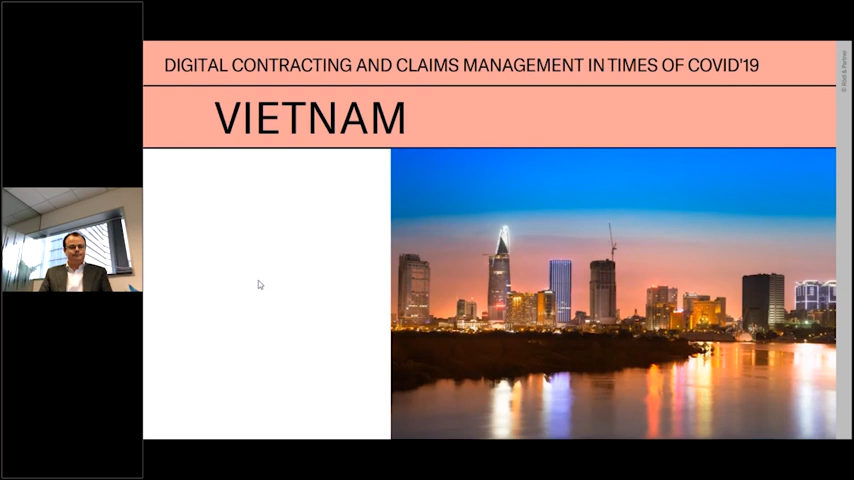 DIGITAL CONTRACTING AND CLAIMS MANAGEMENT IN TIMES OF COVID'19
VIETNAM